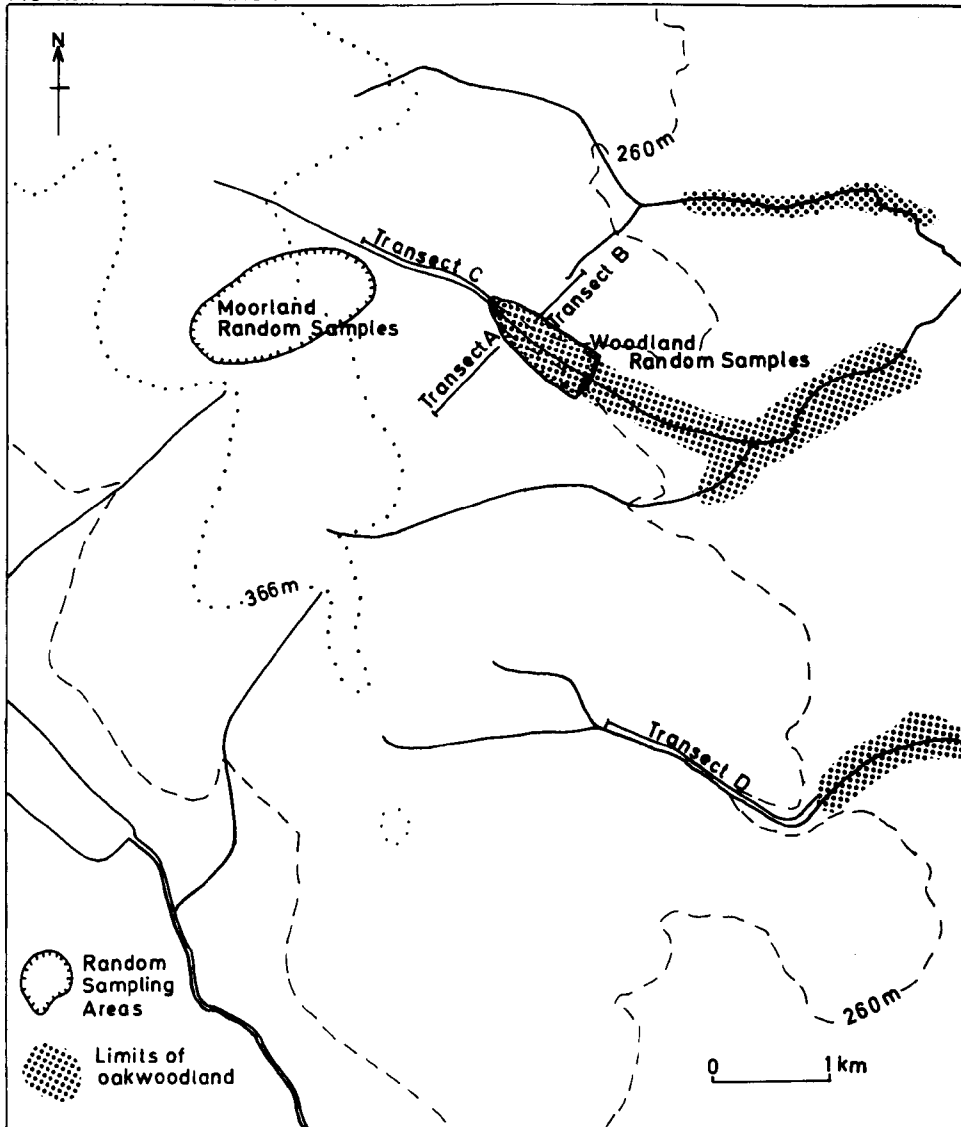 N
260m
Transect C
Transect B
Moorland
Random Samples
Transect A
Woodland
Random Samples
366m
Transect D
Random
Sampling
Areas
260m
Limits of
oakwoodland
0 1km